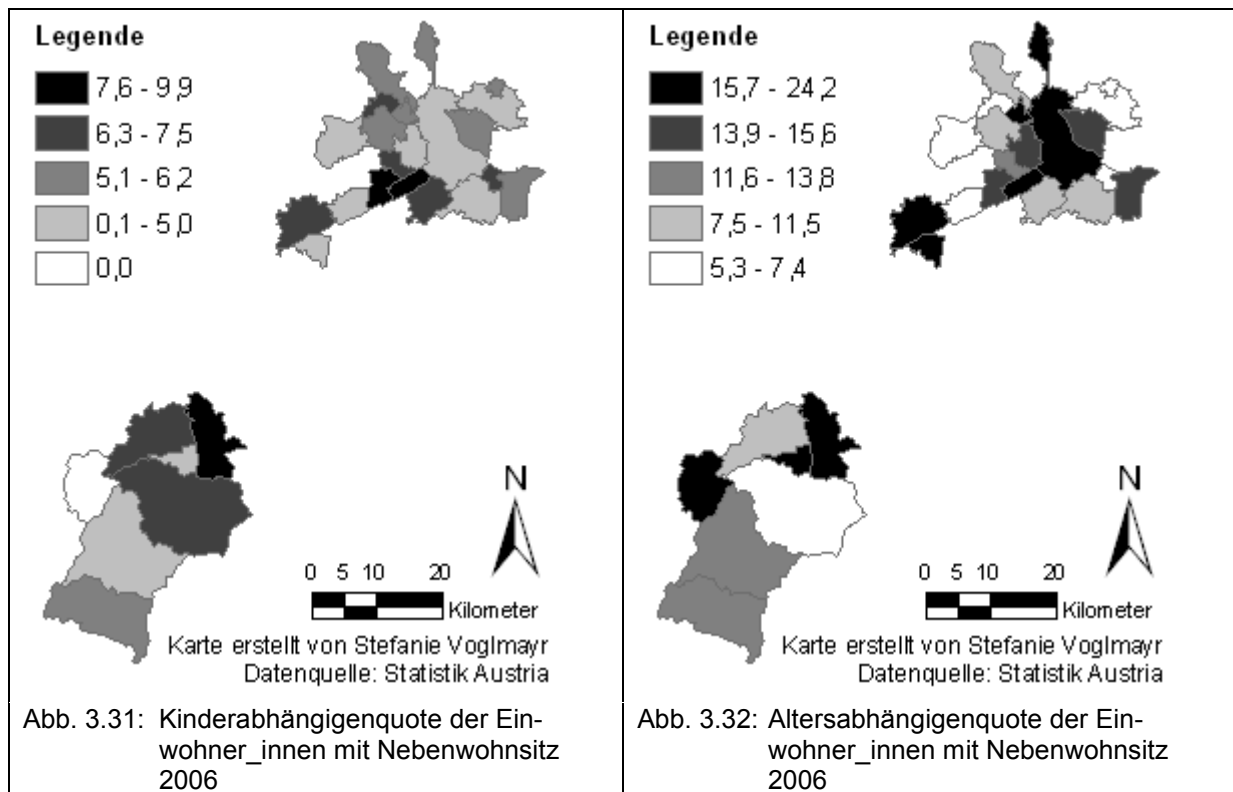 Legende
7,6 - 9,9
6,3 - 7,5
5,1 - 6,2
0,1 - 5,0
0,0
N
0 5 10 20
Kilometer
Karte erstellt von Stefanie Voglmayr
Datenquelle: Statistik Austria
Abb. 3.31: Kinderabhängigenquote der Ein-
wohner_innen mit Nebenwohnsitz
2006
Legende
15,7 - 24,2
13,9 - 15,6
11,6 - 13,8
7,5 - 11,5
5,3 - 7,4
N
0 5 10 20
Kilometer
Karte erstellt von Stefanie Voglmayr
Datenquelle: Statistik Austria
Abb. 3.32: Altersabhängigenquote der Ein-
wohner_innen mit Nebenwohnsitz
2006